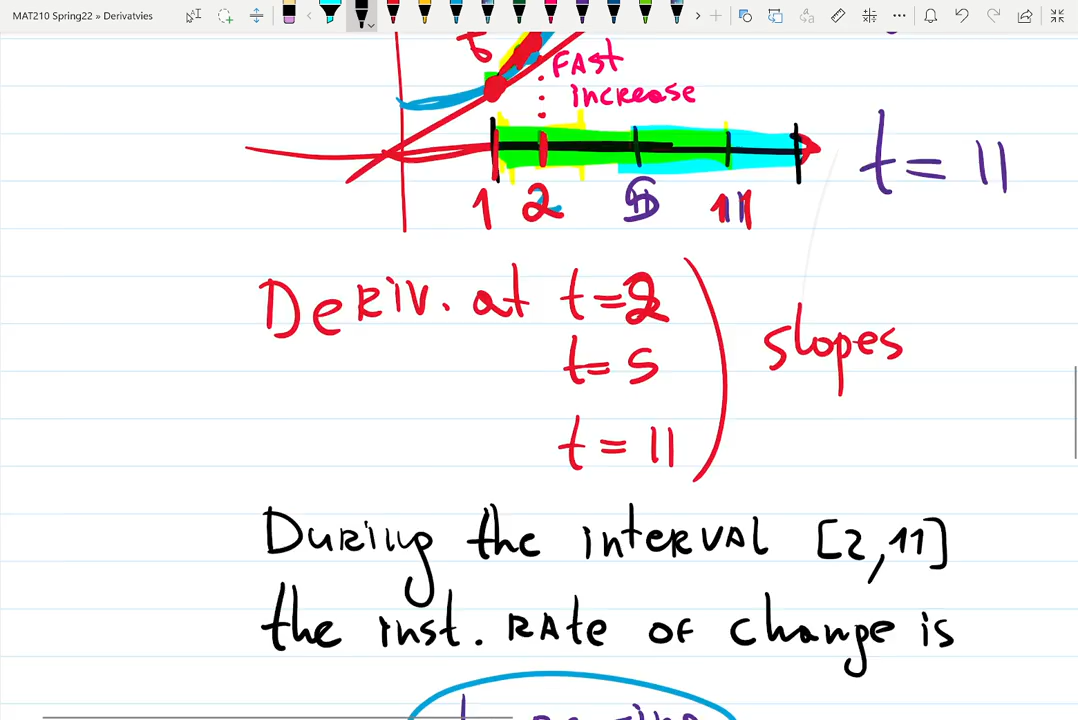 MAT210 Spring22 » Derivatvies
FAST
increase
t = 11
1 2 5 11
Deriv. at t=2
t=5
slopes
t=11
During the interval [2,11]
the inst. Rate of change is